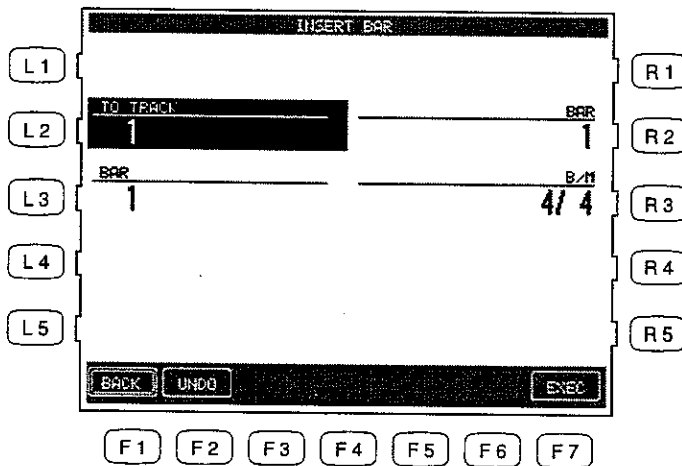 INSERT BAR
L1
R1
TO TRACK
BAR
L2
1
1
R2
BAR
B/M
L3
1
4/ 4
R3
L4
R4
L5
R5
BACK UNDO EXEC
F1 F2 F3 F4 F5 F6 F7